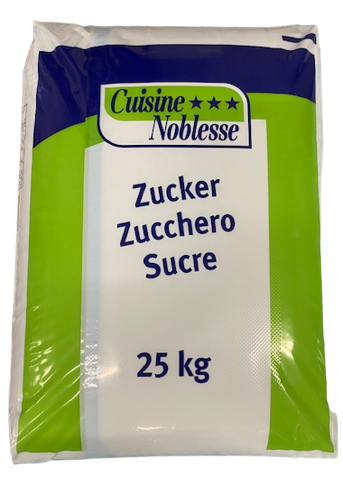 Cuisine ★★★
Noblesse
Zucker
Zucchero
Sucre
25 kg